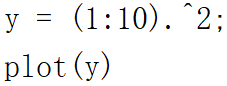 y = (1:10).^2;
plot(y)